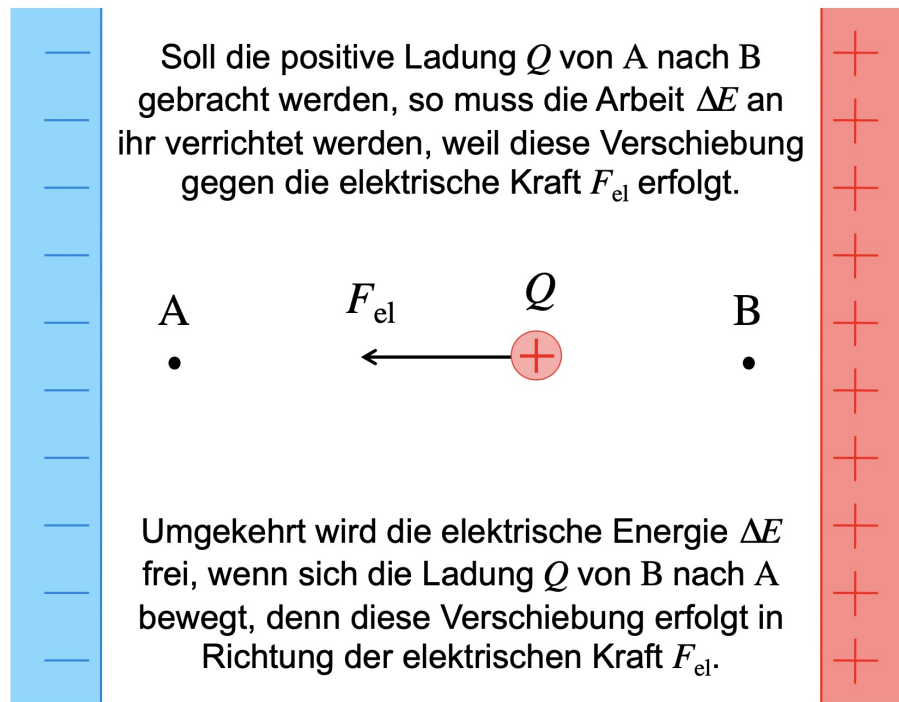 Soll die positive Ladung Q von A nach B
gebracht werden, so muss die Arbeit ΔE an
ihr verrichtet werden, weil diese Verschiebung
gegen die elektrische Kraft Fel erfolgt.
A
Fel
Q
B
Umgekehrt wird die elektrische Energie ΔE
frei, wenn sich die Ladung Q von B nach A
bewegt, denn diese Verschiebung erfolgt in
Richtung der elektrischen Kraft Fel.